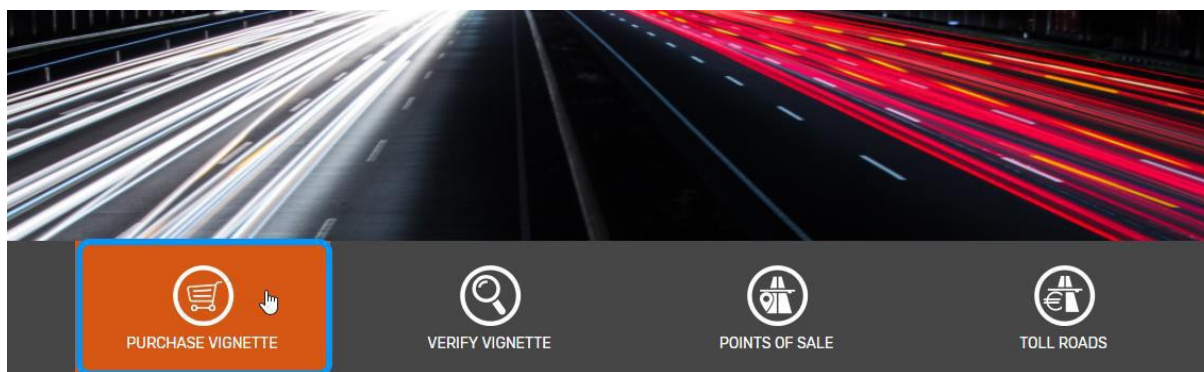 PURCHASE VIGNETTE
VERIFY VIGNETTE
POINTS OF SALE
TOLL ROADS